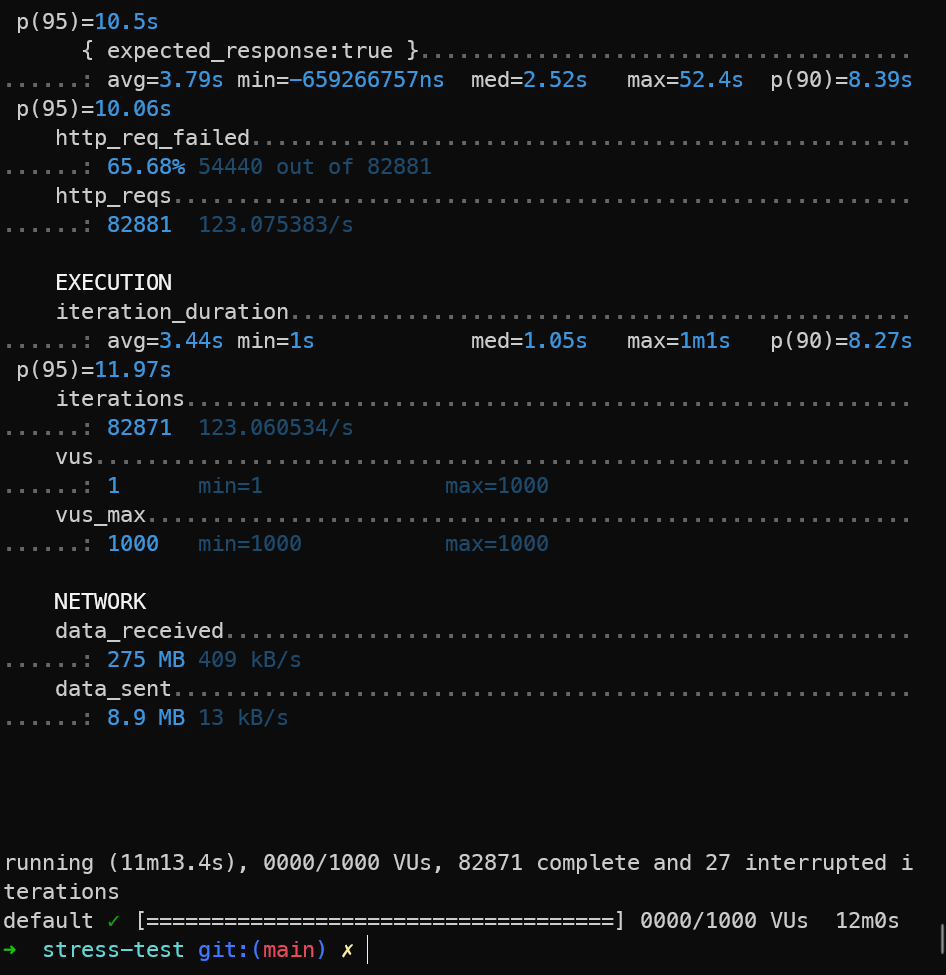 p(95)=10.5s
{ expected_response:true }......................................
.......: avg=3.79s min=-659266757ns  med=2.52s   max=52.4s  p(90)=8.39s
p(95)=10.06s
http_req_failed...................................................
.......: 65.68% 54440 out of 82881
http_reqs.........................................................
.......: 82881  123.075383/s
EXECUTION
iteration_duration................................................
.......: avg=3.44s min=1s            med=1.05s   max=1m1s   p(90)=8.27s
p(95)=11.97s
iterations........................................................
.......: 82871  123.060534/s
vus...............................................................
.......: 1      min=1              max=1000
vus_max...........................................................
.......: 1000   min=1000           max=1000
NETWORK
data_received.....................................................
.......: 275 MB 409 kB/s
data_sent.........................................................
.......: 8.9 MB 13 kB/s
running (11m13.4s), 0000/1000 VUs, 82871 complete and 27 interrupted i
terations
default ✓ [====================================] 0000/1000 VUs  12m0s
➜  stress-test git:(main) ✗